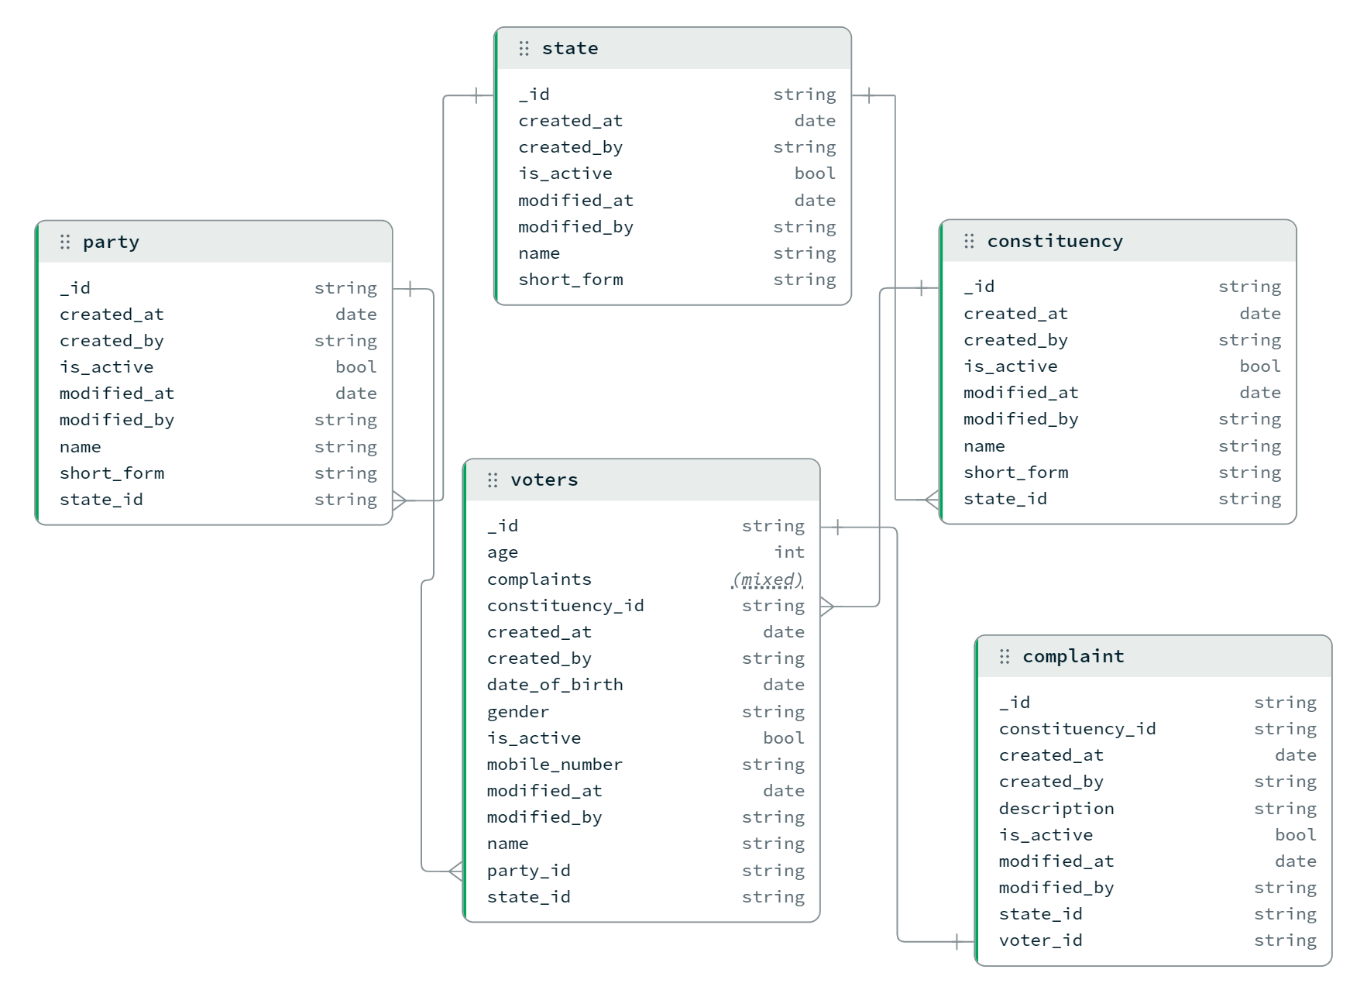 state
_id string
created_at date
created_by string
is_active bool
modified_at date
modified_by string
name string
short_form string
party
_id string
created_at date
created_by string
is_active bool
modified_at date
modified_by string
name string
short_form string
state_id string
constituency
_id string
created_at date
created_by string
is_active bool
modified_at date
modified_by string
name string
short_form string
state_id string
voters
_id string
age int
complaints (mixed)
constituency_id string
created_at date
created_by string
date_of_birth date
gender string
is_active bool
mobile_number string
modified_at date
modified_by string
name string
party_id string
state_id string
complaint
_id string
constituency_id string
created_at date
created_by string
description string
is_active bool
modified_at date
modified_by string
state_id string
voter_id string